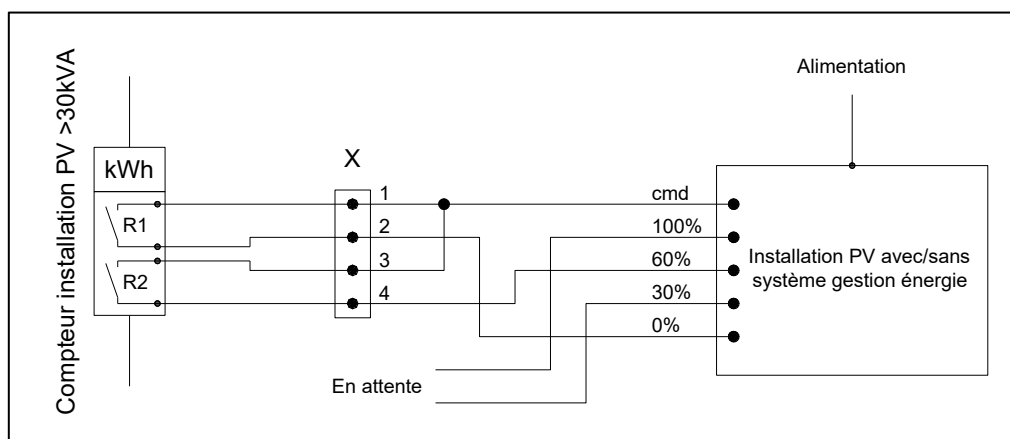 Compteur installation PV >30kVA
kWh
R1
R2
X
1
2
3
4
Alimentation
cmd
100%
60%
30%
0%
Installation PV avec/sans
système gestion énergie
En attente